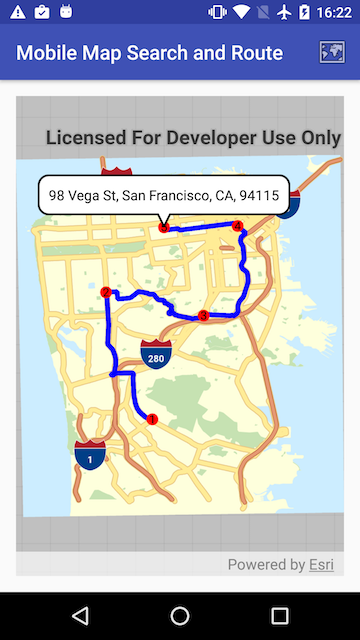 16:22
Mobile Map Search and Route
Licensed For Developer Use Only
98 Vega St, San Francisco, CA, 94115
4
2
3
280
1
1
Powered by Esri